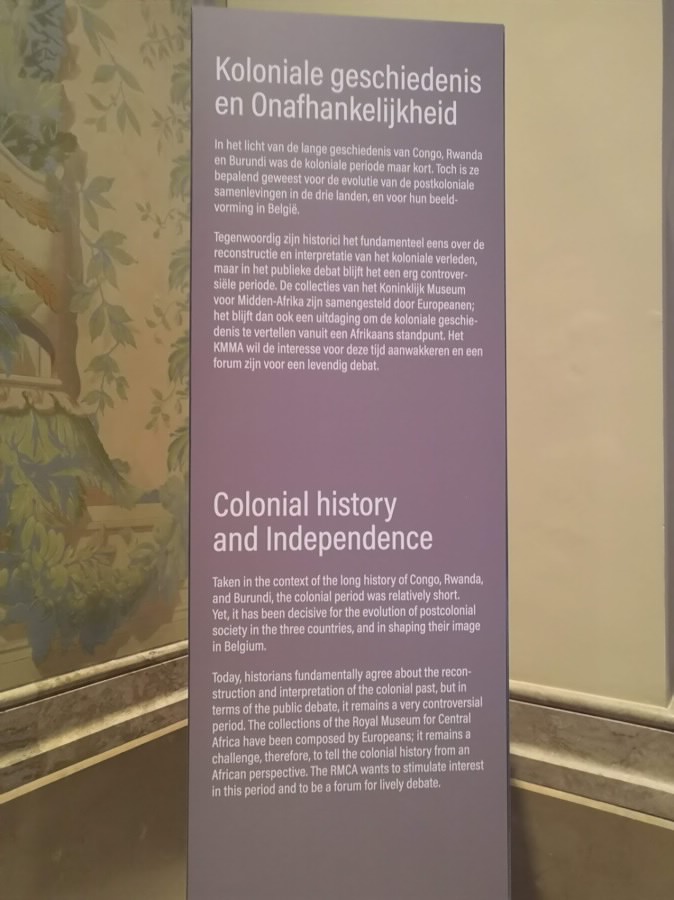 Koloniale geschiedenis
en Onafhankelijkheid
In het licht van de lange geschiedenis van Congo, Rwanda
en Burundi was de koloniale periode maar kort. Toch is ze
bepalend geweest voor de evolutie van de postkoloniale
samenlevingen in de drie landen, en voor hun beeld-
vorming in België.
Tegenwoordig zijn historici het fundamenteel eens over de
reconstructie en interpretatie van het koloniale verleden,
maar in het publieke debat blijft het een erg controver-
siële periode. De collecties van het Koninklijk Museum
voor Midden-Afrika zijn samengesteld door Europeanen;
het blijft dan ook een uitdaging om de koloniale geschie-
denis te vertellen vanuit een Afrikaans standpunt. Het
KMMA wil de interesse voor deze tijd aanwakkeren en een
forum zijn voor een levendig debat.
Colonial history
and Independence
Taken in the context of the long history of Congo, Rwanda,
and Burundi, the colonial period was relatively short.
Yet, it has been decisive for the evolution of postcolonial
society in the three countries, and in shaping their image
in Belgium.
Today, historians fundamentally agree about the recon-
struction and interpretation of the colonial past, but in
terms of the public debate, it remains a very controversial
period. The collections of the Royal Museum for Central
Africa have been composed by Europeans; it remains a
challenge, therefore, to tell the colonial history from an
African perspective. The RMCA wants to stimulate interest
in this period and to be a forum for lively debate.